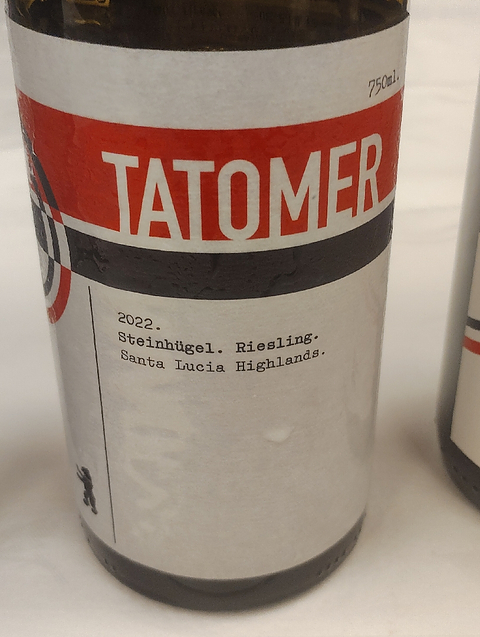 750ml.
TATOMER
2022.
Steinhügel. Riesling.
Santa Lucia Highlands.